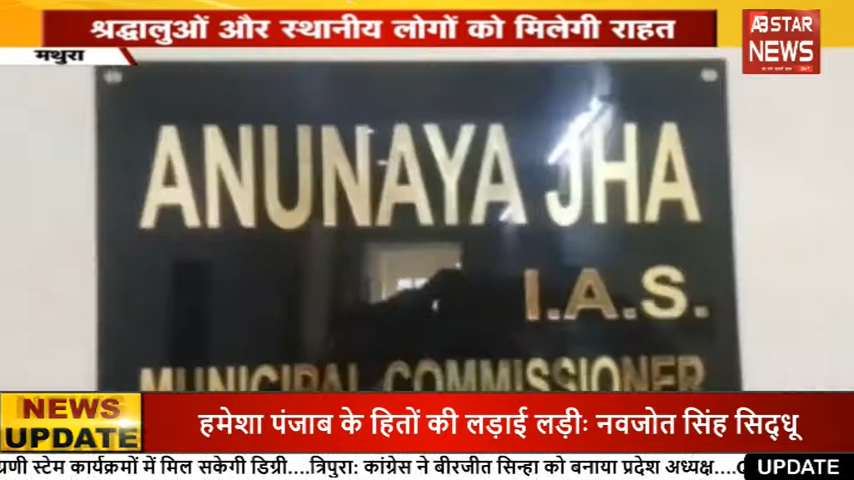 श्रद्धालुओं और स्थानीय लोगों को मिलेगी राहत
AB STAR
NEWS
मथुरा
ANUNAYA JHA
I.A.S.
MUNICIPAL COMMISSIONER
NEWS
UPDATE
हमेशा पंजाब के हितों की लड़ाई लड़ीः नवजोत सिंह सिद्धू
ग्रणी स्टेम कार्यक्रमों में मिल सकेगी डिग्री....त्रिपुरा: कांग्रेस ने बीरजीत सिन्हा को बनाया प्रदेश अध्यक्ष....
UPDATE